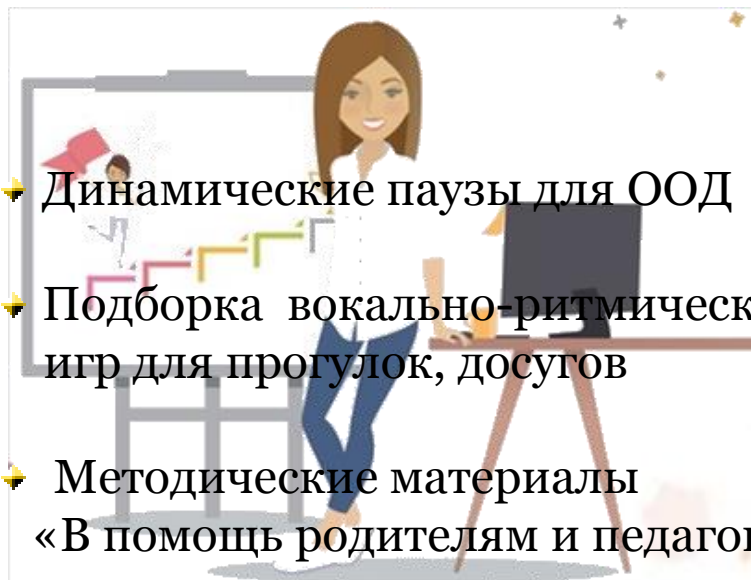 Динамические паузы для ООД
Подборка вокально-ритмическ
игр для прогулок, досугов
Методические материалы
«В помощь родителям и педагог